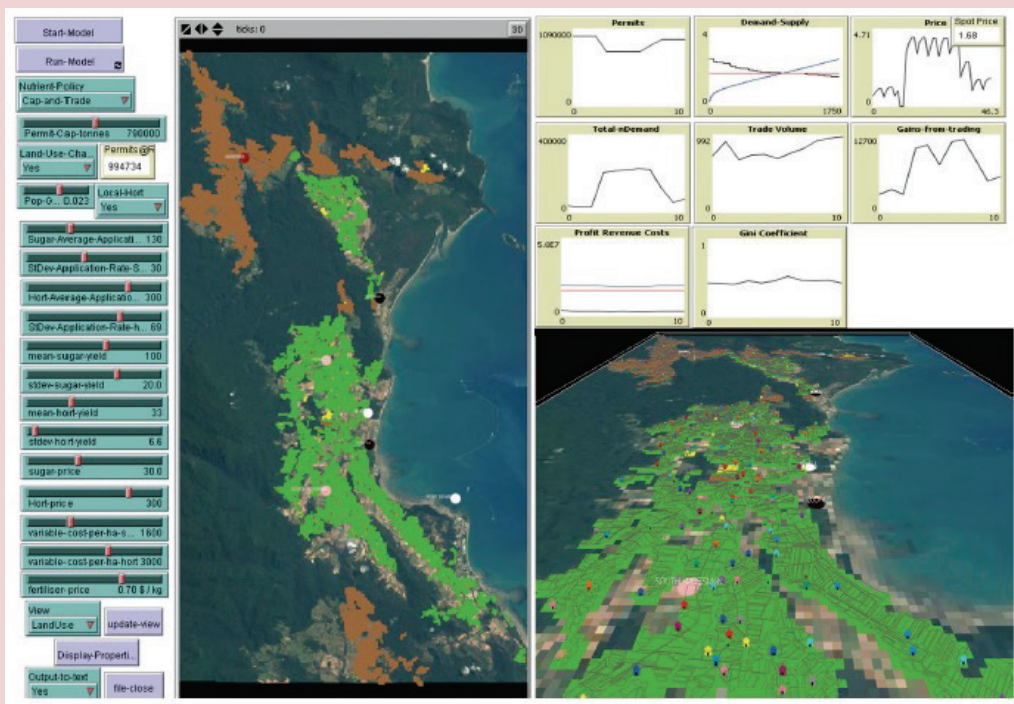 Start-Model
Run-Model
Nutrient-Policy
Cap-and-Trade
Permit-Cap-tonnes 790000
Land-Use-Cha...
Yes
Permits @R
994734
Pop-G... 0.023
Local-Hort
Yes
Sugar-Average-Applicati... 130
StDev-Application-Rate-S... 30
Hort-Average-Applicatio... 300
StDev-Application-Rate-h... 69
mean-sugar-yield 100
stdev-sugar-yield 20.0
mean-hort-yield 33
stdev-hort-yield 6.6
sugar-price 30.0
Hort-price 300
variable-cost-per-ha-s... 1600
variable-cost-per-ha-hort 3000
fertiliser-price 0.70 $ / kg
View
LandUse
update-view
Display-Properti...
Output-to-text
Yes
file-close
ticks: 0
3D
Permits
1090000
0
0 10
Demand-Supply
4
0
0 1750
Price
Spot Price
1.68
4.71
0
0 46.3
Total-nDemand
400000
0
0 10
Trade Volume
992
0
0 10
Gains-from-trading
12700
0
0 10
Profit Revenue Costs
5.0E7
0
0 10
Gini Coefficient
1
0
0 10